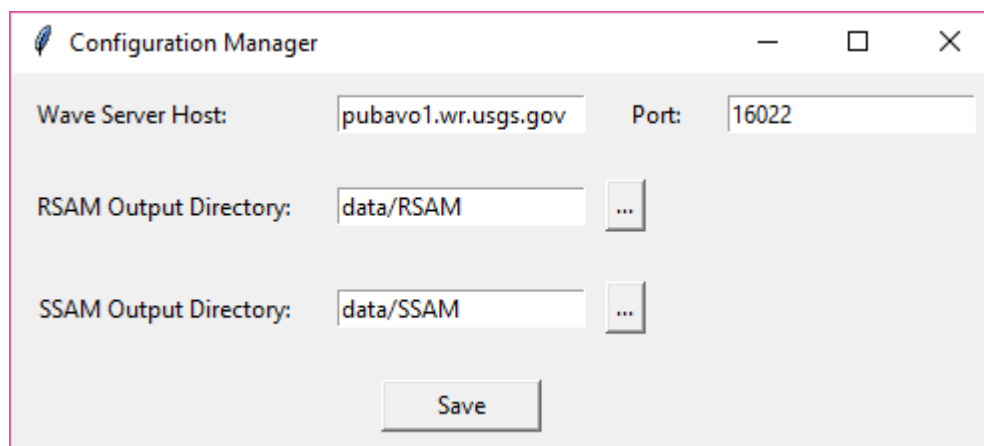 Configuration Manager
Wave Server Host: pubavo1.wr.usgs.gov Port: 16022
RSAM Output Directory: data/RSAM ...
SSAM Output Directory: data/SSAM ...
Save